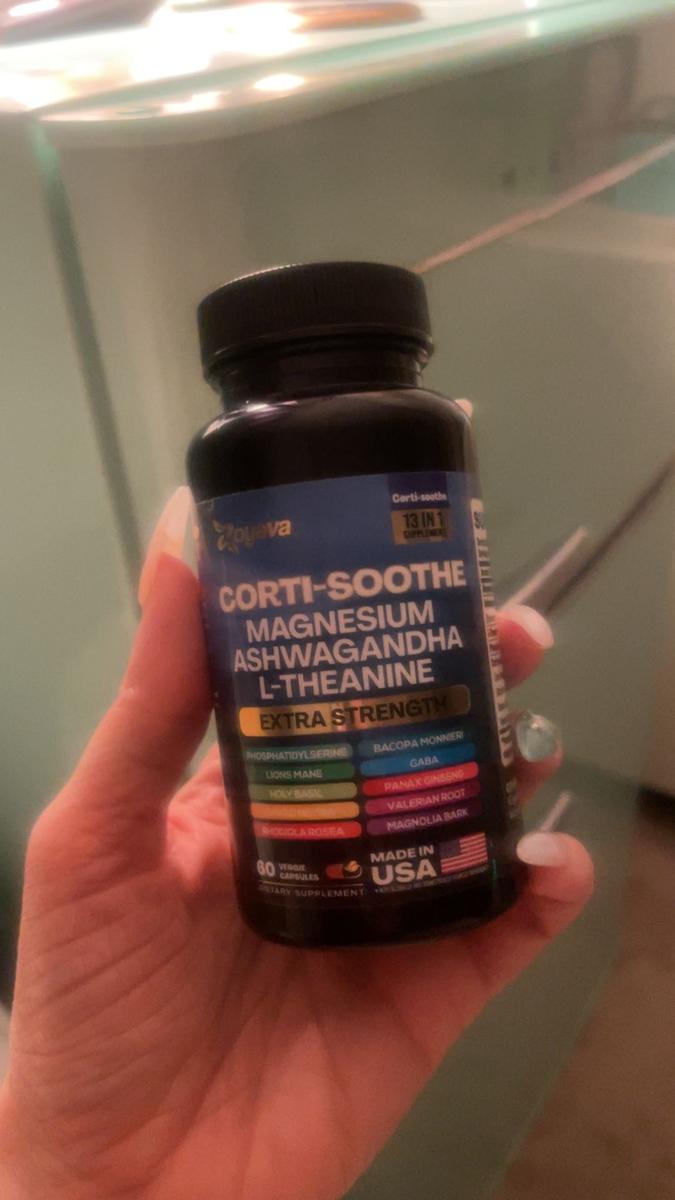 Zoyava
Corti-soothe
13 IN 1
SUPPLEMENT
CORTI-SOOTHE
MAGNESIUM
ASHWAGANDHA
L-THEANINE
EXTRA STRENGTH
PHOSPHATIDYLSERINE
LIONS MANE
HOLY BASIL
RHODIOLA ROSEA
BACOPA MONNIERI
GABA
PANAX GINSENG
VALERIAN ROOT
MAGNOLIA BARK
60 VEGGIE
CAPSULES
DIETARY SUPPLEMENT
MADE IN
USA